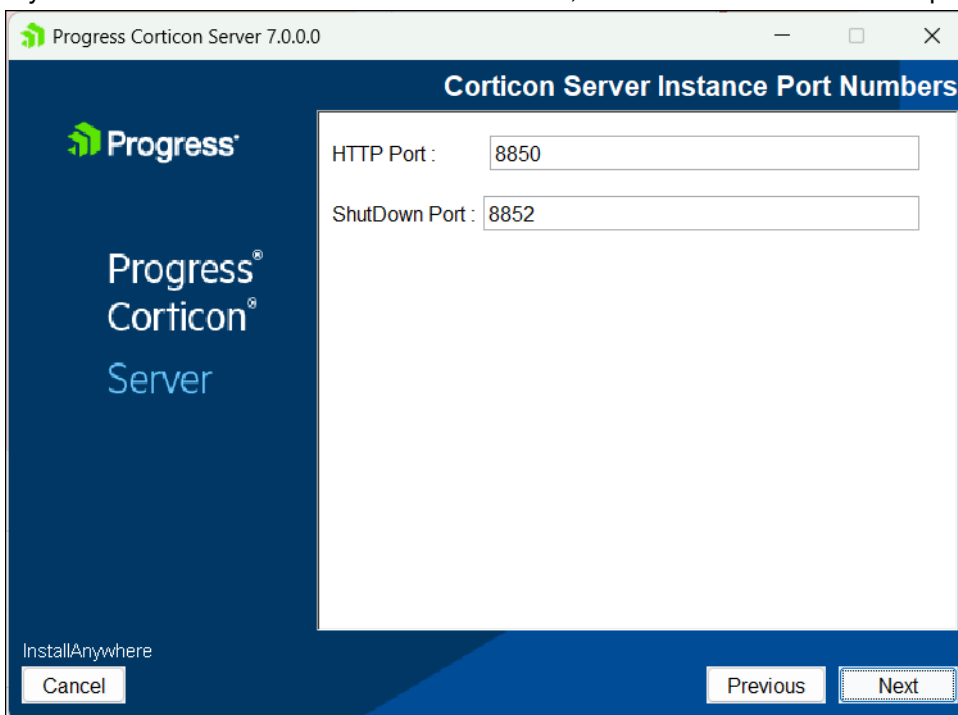 Progress Corticon Server 7.0.0.0
Corticon Server Instance Port Numbers
Progress
HTTP Port : 8850
ShutDown Port : 8852
Progress®
Corticon®
Server
InstallAnywhere
Cancel Previous Next